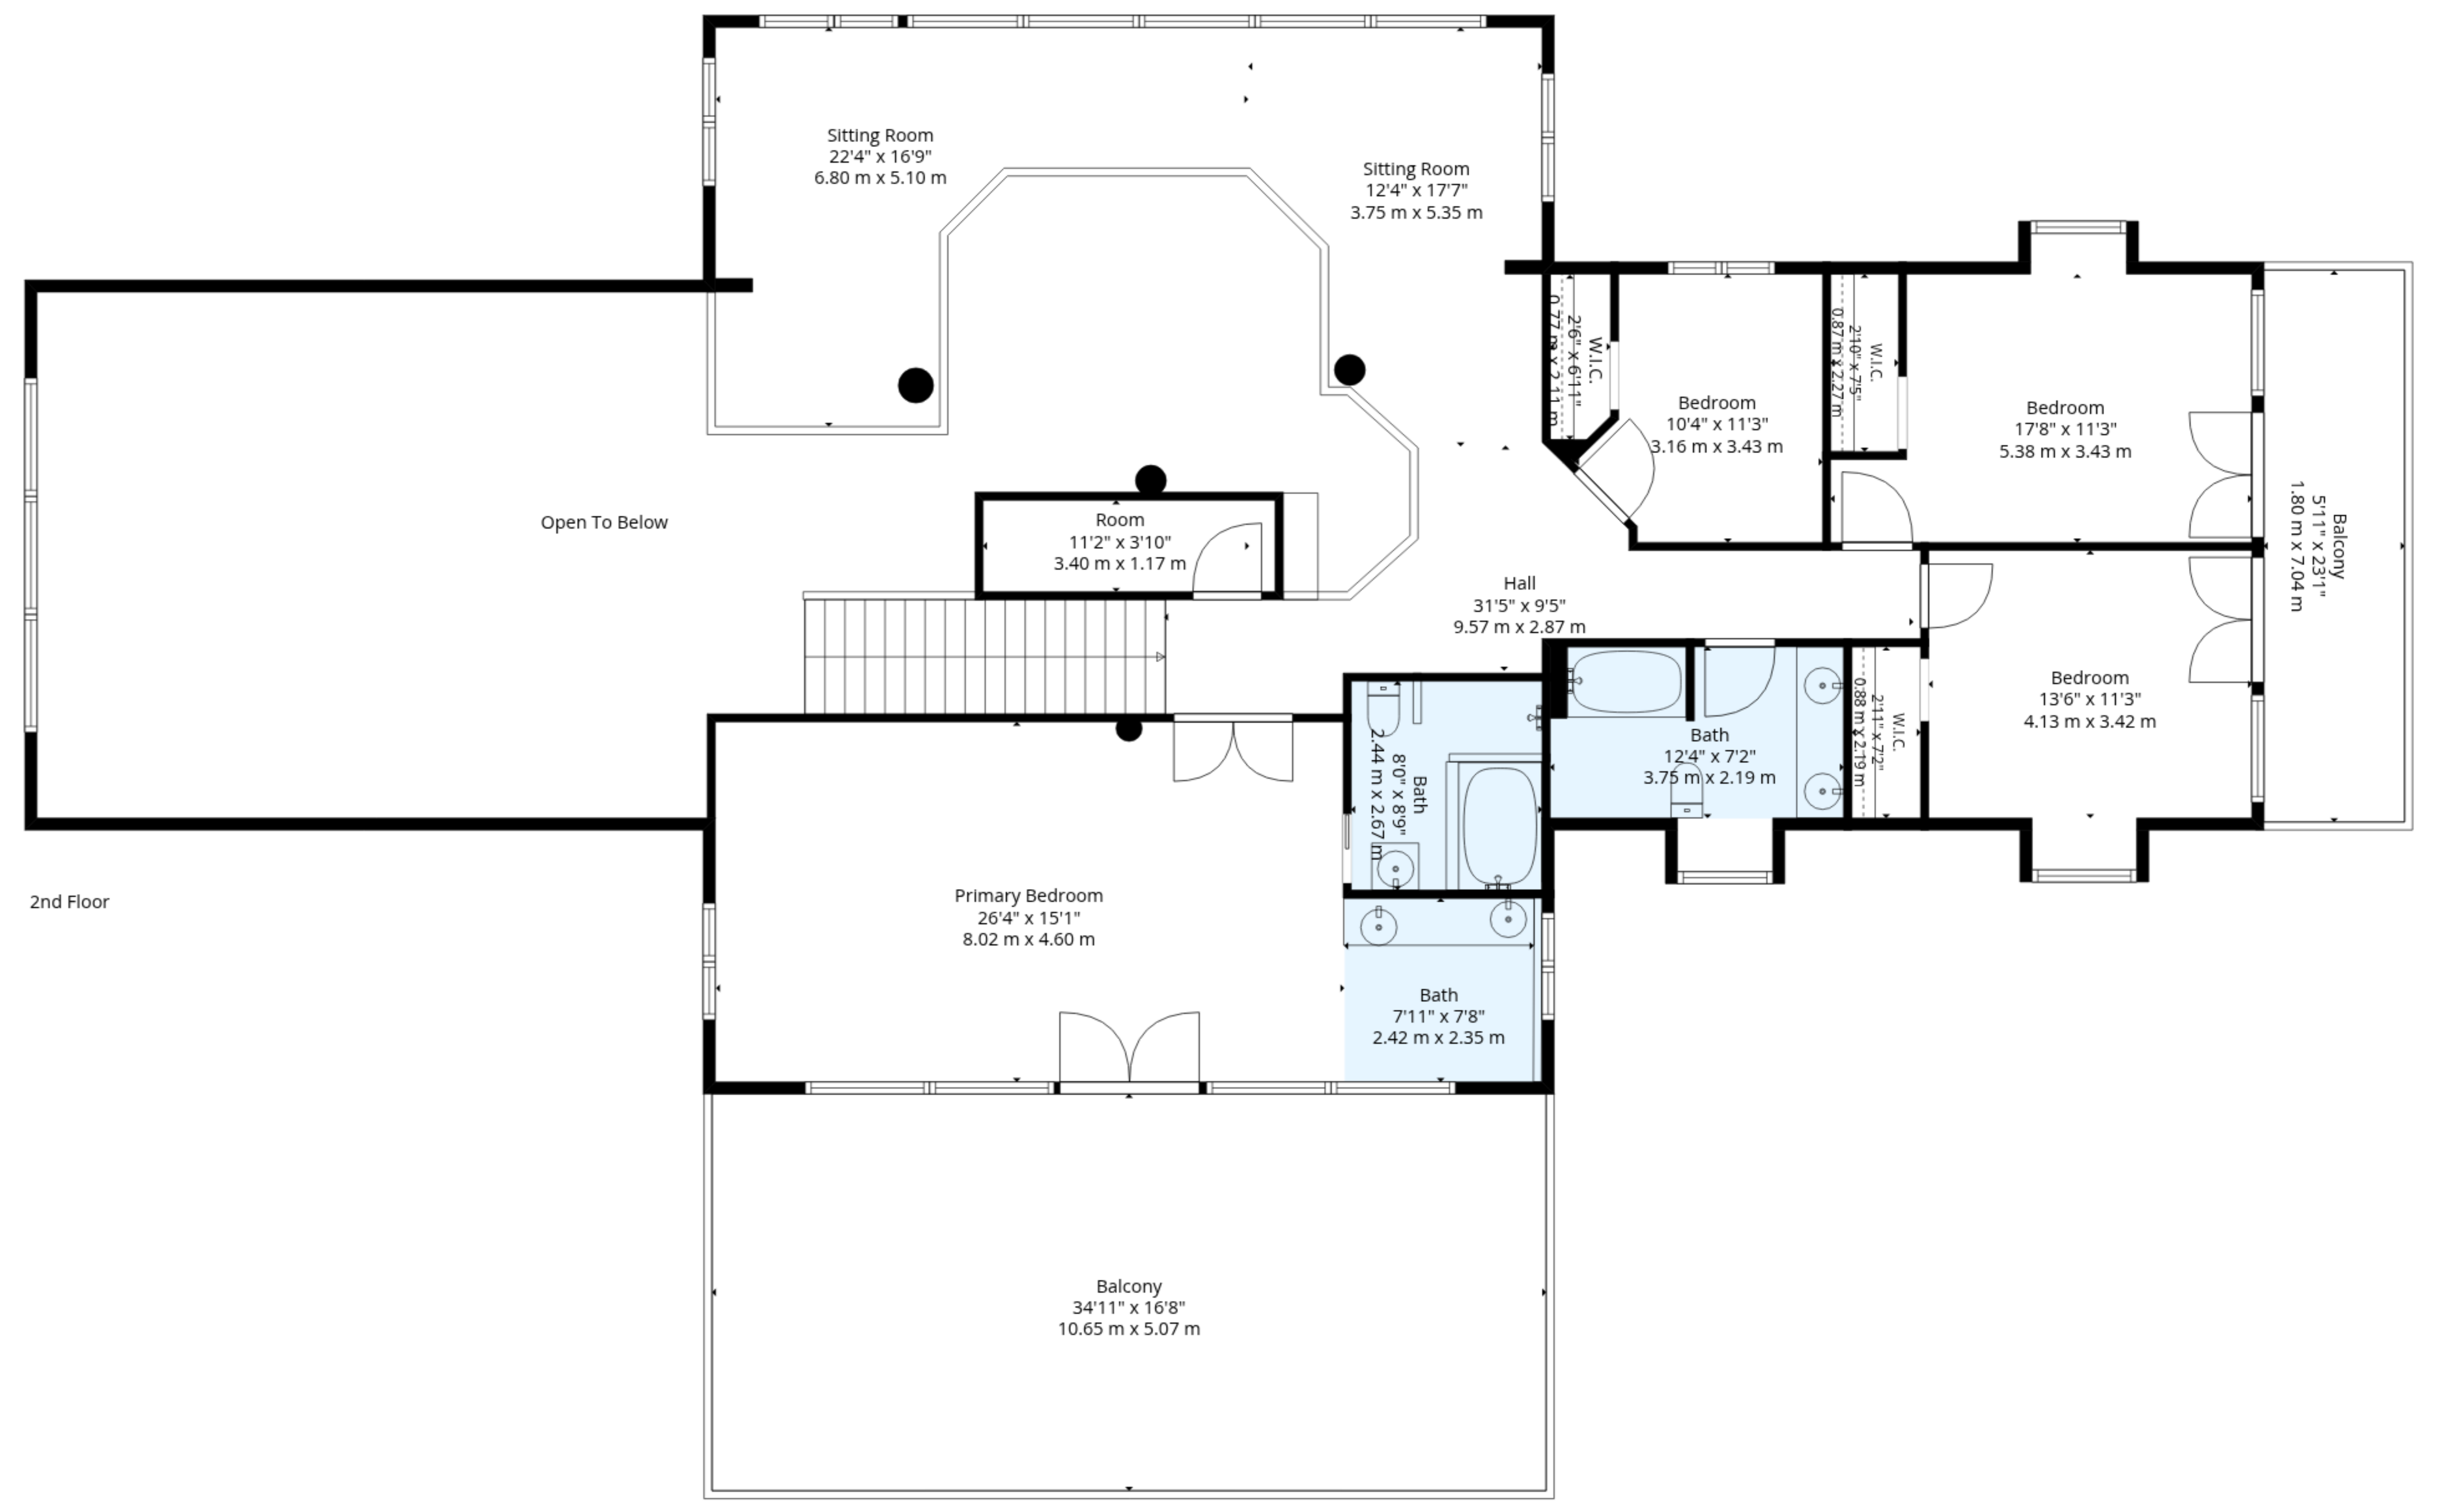 Sitting Room
22'4" x 16'9"
6.80 m x 5.10 m
Sitting Room
12'4" x 17'7"
3.75 m x 5.35 m
W.I.C.
2'6" x 6'11"
0.77 m x 2.11 m
Bedroom
10'4" x 11'3"
3.16 m x 3.43 m
W.I.C.
2'10" x 7'5"
0.87 m x 2.27 m
Bedroom
17'8" x 11'3"
5.38 m x 3.43 m
Balcony
5'11" x 23'1"
1.80 m x 7.04 m
Open To Below
Room
11'2" x 3'10"
3.40 m x 1.17 m
Hall
31'5" x 9'5"
9.57 m x 2.87 m
Bath
8'0" x 8'9"
2.44 m x 2.67 m
Bath
12'4" x 7'2"
3.75 m x 2.19 m
W.I.C.
2'11" x 7'2"
0.88 m x 2.19 m
Bedroom
13'6" x 11'3"
4.13 m x 3.42 m
2nd Floor
Primary Bedroom
26'4" x 15'1"
8.02 m x 4.60 m
Bath
7'11" x 7'8"
2.42 m x 2.35 m
Balcony
34'11" x 16'8"
10.65 m x 5.07 m